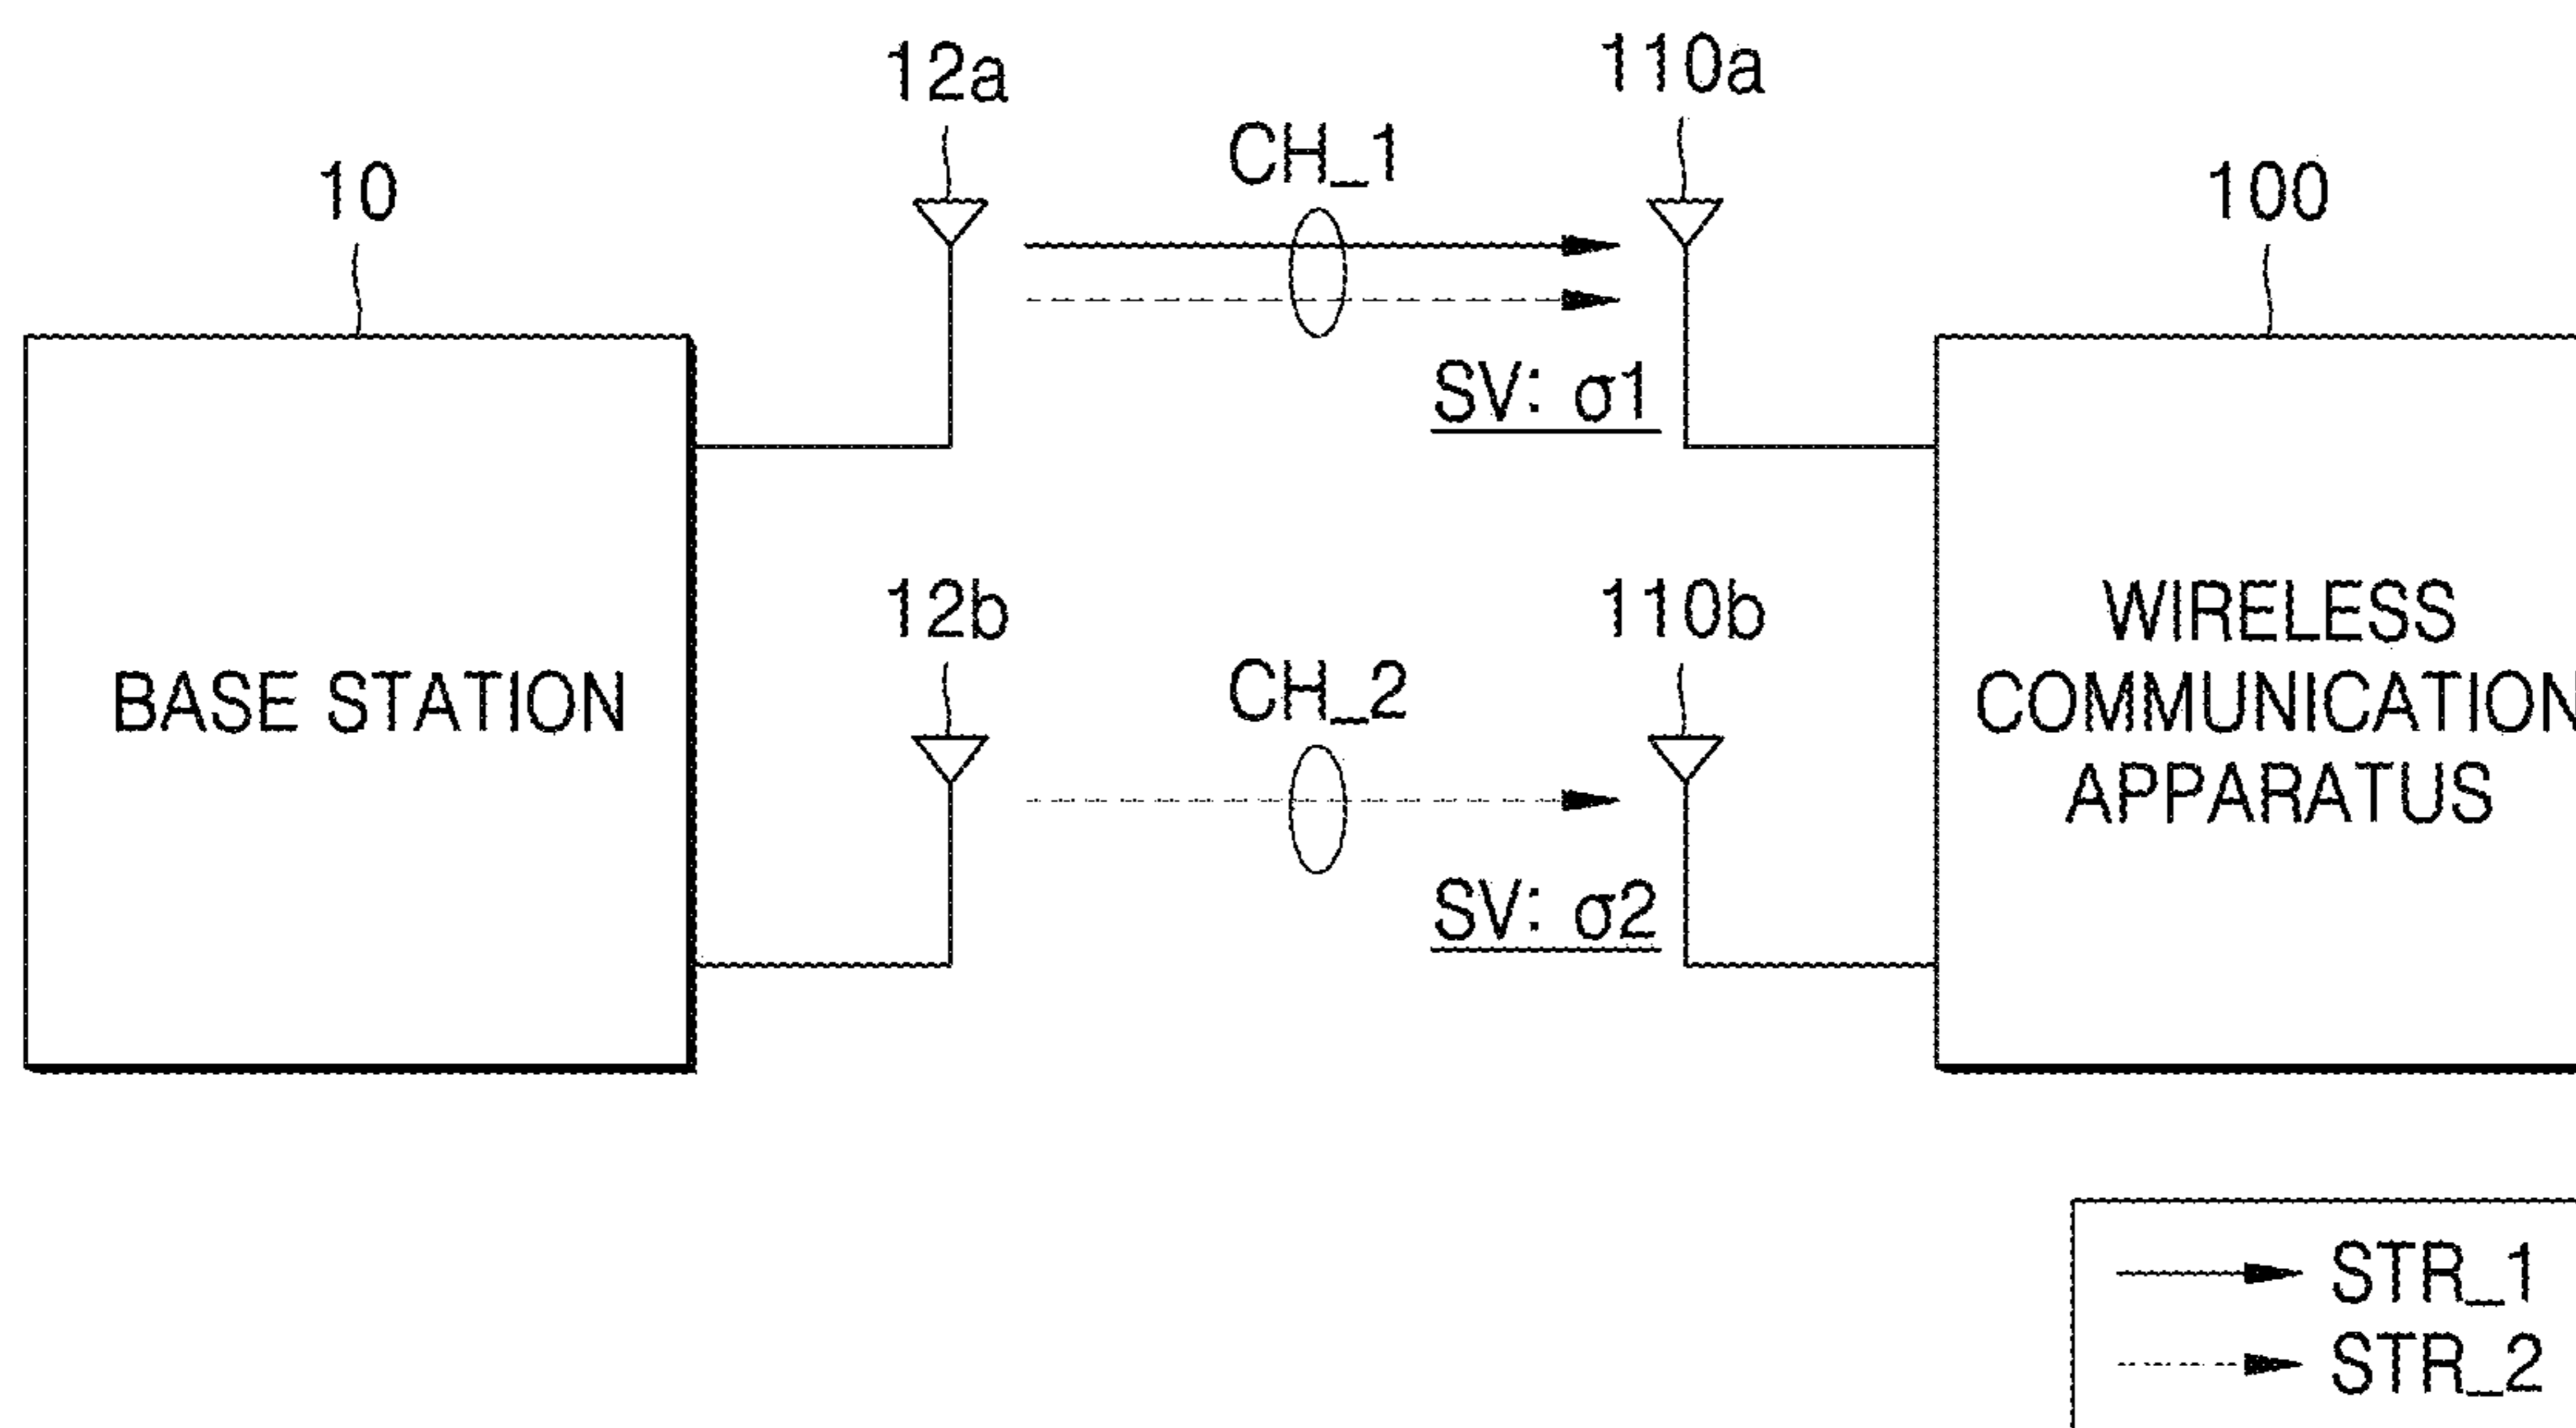 12a
110a
CH_1
10
100
SV: σ1
12b
110b
BASE STATION
CH_2
WIRELESS
COMMUNICATION
APPARATUS
SV: σ2
STR_1
STR_2